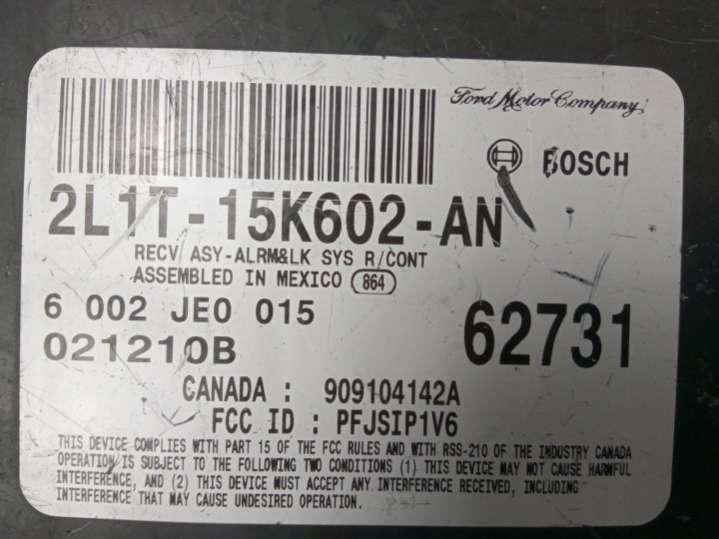 Ford Motor Company
BOSCH
2L1T-15K602-AN
RECV ASY-ALRM&LK SYS R/CONT
ASSEMBLED IN MEXICO 864
6 002 JE0 015
62731
021210B
CANADA : 909104142A
FCC ID : PFJSIP1V6
THIS DEVICE COMPLIES WITH PART 15 OF THE FCC RULES AND WITH RSS-210 OF THE INDUSTRY CANADA
OPERATION IS SUBJECT TO THE FOLLOWING TWO CONDITIONS (1) THIS DEVICE MAY NOT CAUSE HARMFUL
INTERFERENCE, AND (2) THIS DEVICE MUST ACCEPT ANY INTERFERENCE RECEIVED, INCLUDING
INTERFERENCE THAT MAY CAUSE UNDESIRED OPERATION.